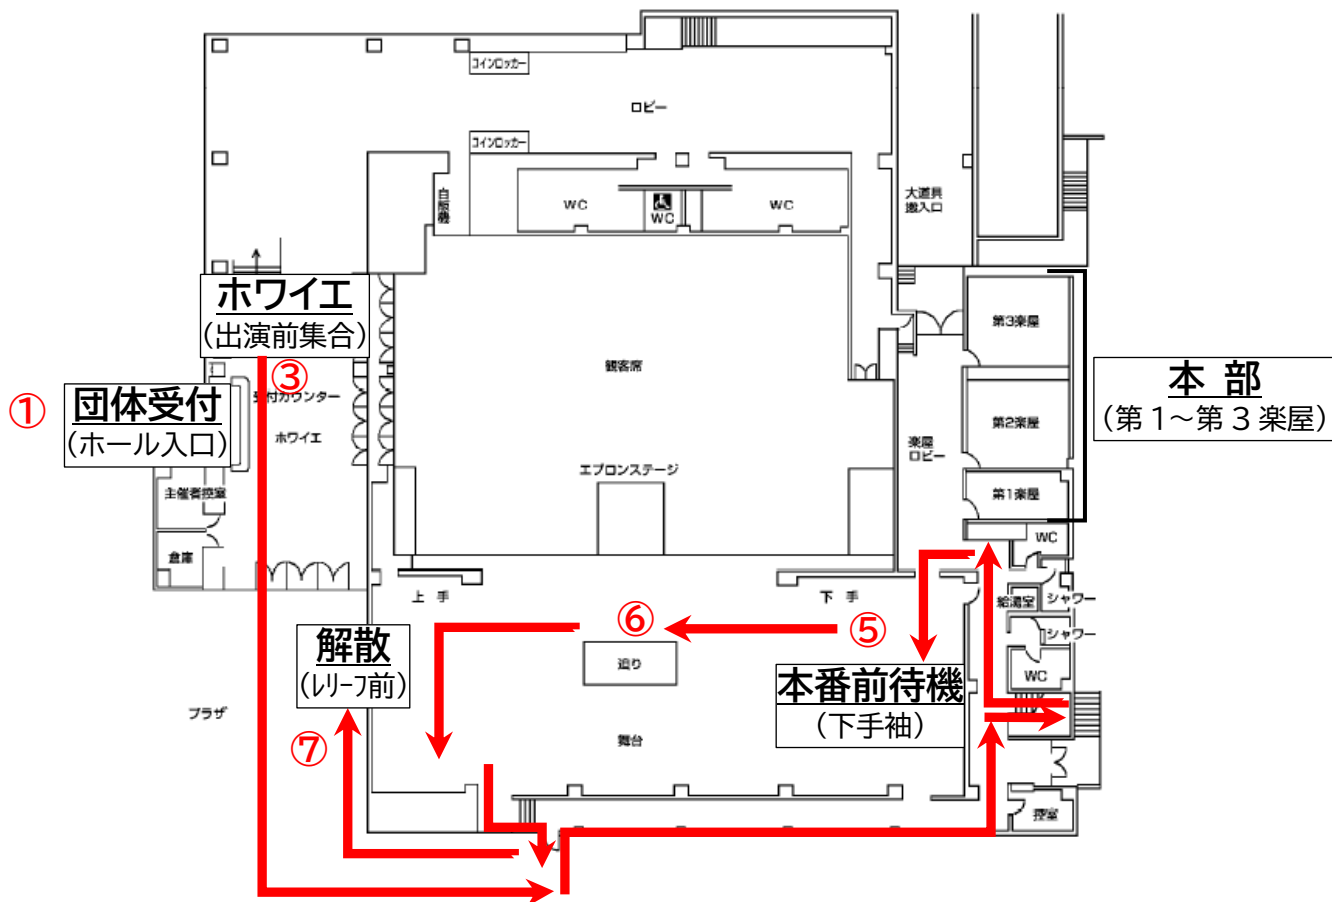 コインロッカー
ロビー
コインロッカー
自販機
WC
WC
WC
大道具
搬入口
ホワイエ
(出演前集合)
③
受付カウンター
ホワイエ
①
団体受付
(ホール入口)
主催者控室
倉庫
観客席
エプロンステージ
第3楽屋
第2楽屋
第1楽屋
楽屋
ロビー
本 部
(第1～第3楽屋)
WC
給湯室
シャワー
シャワー
WC
控室
上 手
下 手
⑥
⑤
迫り
舞台
本番前待機
(下手袖)
解散
(ﾚﾘｰﾌ前)
⑦
プラザ